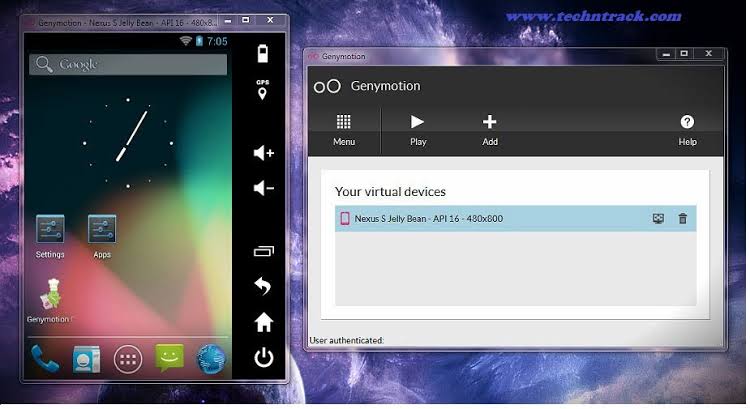 www.techntrack.com
Genymotion - Nexus S Jelly Bean - API 16 - 480x8...
7:05
Google
GPS
Settings
Apps
Genymotion
Genymotion
Genymotion
Menu
Play
Add
Help
Your virtual devices
Nexus S Jelly Bean - API 16 - 480x800
User authenticated: